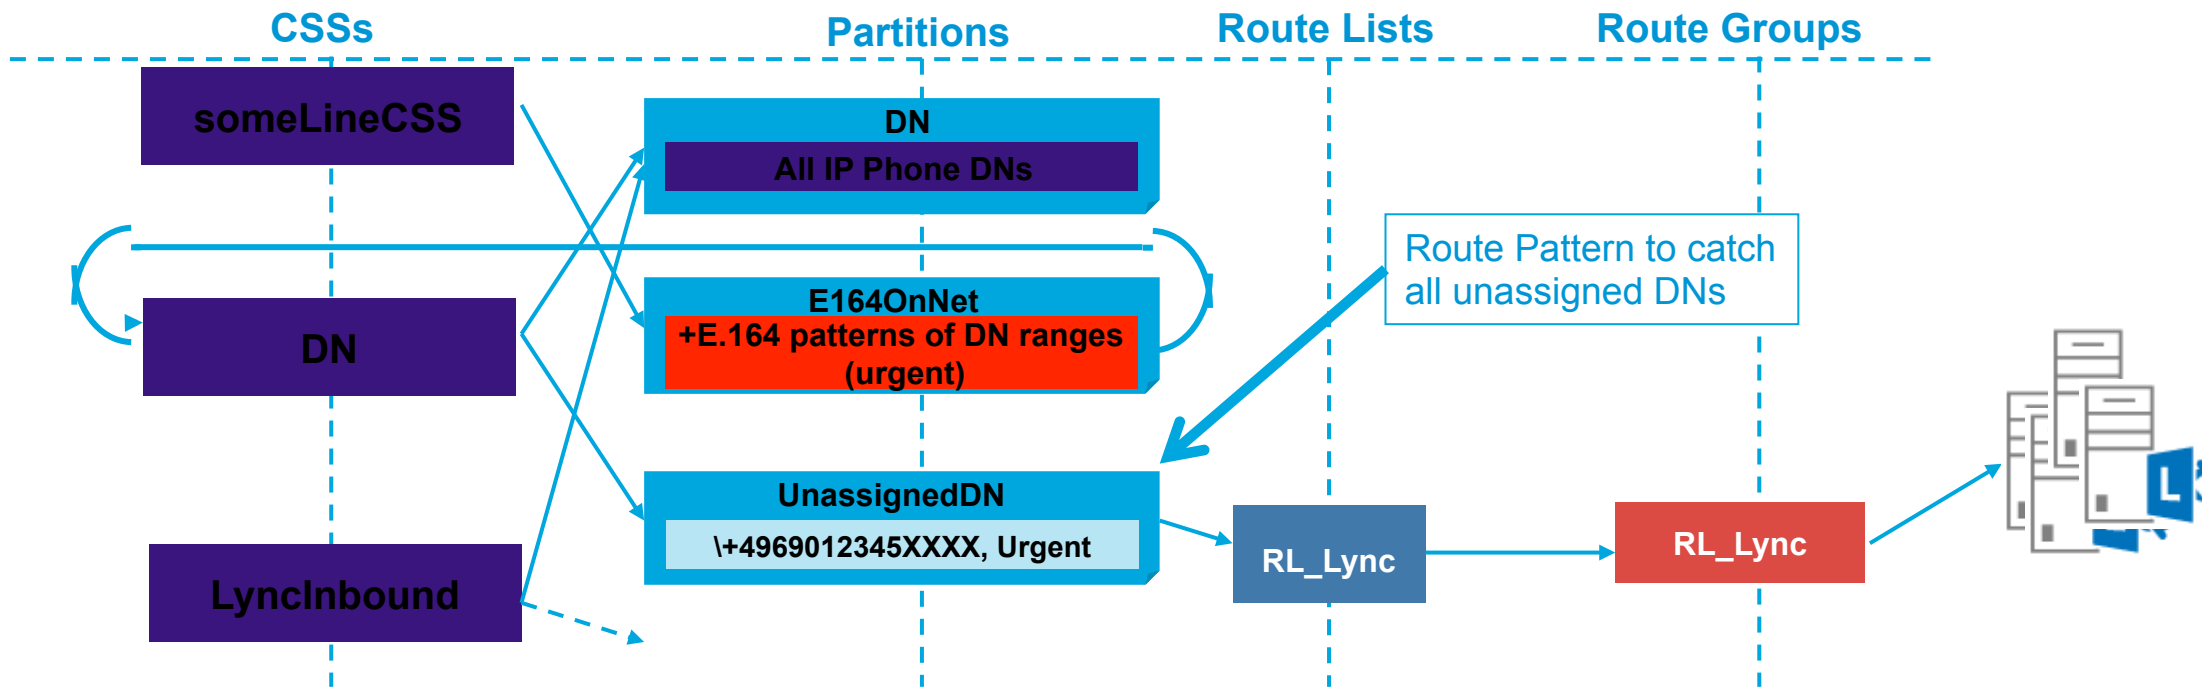 CSSs
Partitions
Route Lists
Route Groups
someLineCSS
DN
All IP Phone DNs
Route Pattern to catch
all unassigned DNs
E164OnNet
+E.164 patterns of DN ranges
(urgent)
DN
UnassignedDN
\+4969012345XXXX, Urgent
RL_Lync
RL_Lync
LyncInbound
L